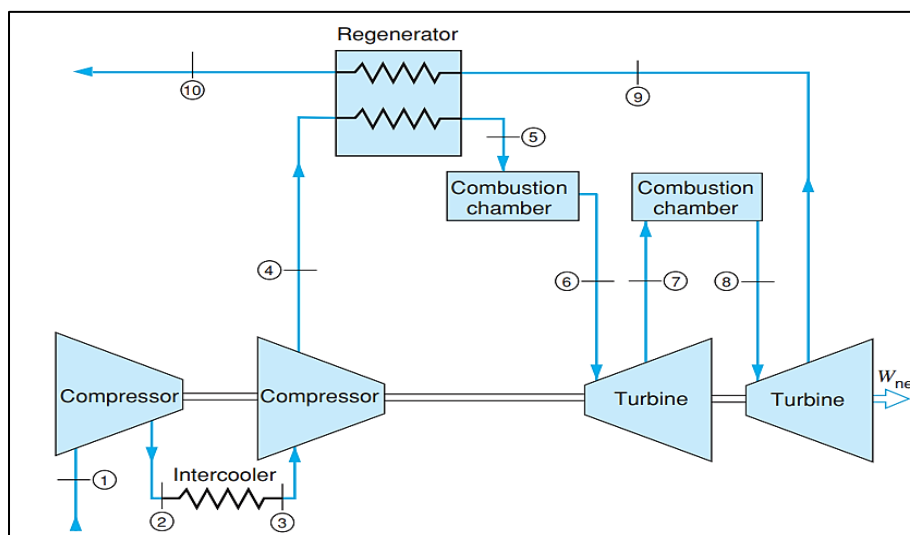 Regenerator
10
9
5
Combustion
chamber
Combustion
chamber
4
6
7
8
Compressor
Compressor
Turbine
Turbine
Wne
1
Intercooler
2
3